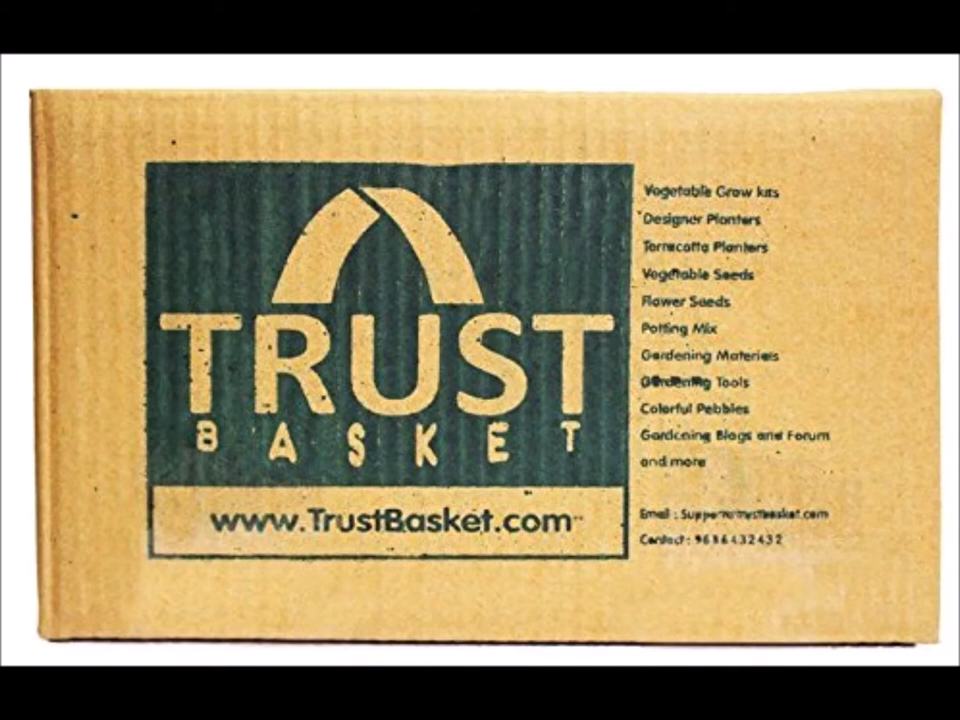 TRUST
BASKET
www.TrustBasket.com
Vegetable Grow kits
Designer Planters
Terracotta Planters
Vegetable Seeds
Flower Seeds
Potting Mix
Gardening Materials
Gardening Tools
Colorful Pebbles
Gardening Blogs and Forum
and more
Email :
Contact : 9686432432